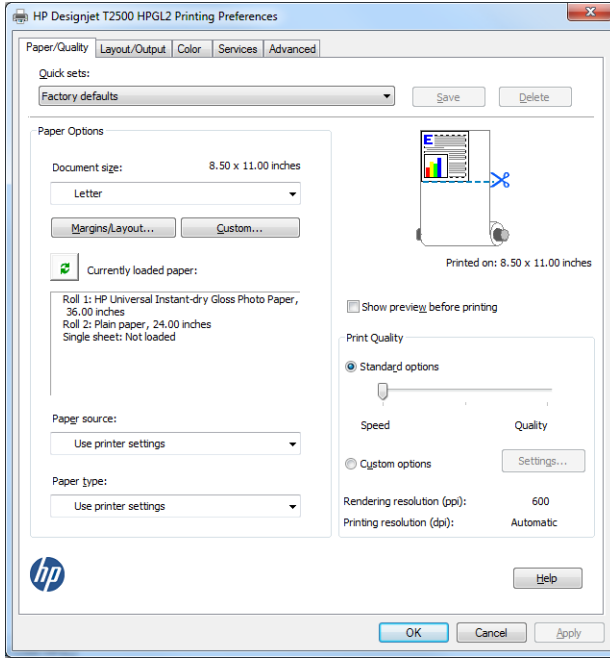 HP Designjet T2500 HPGL2 Printing Preferences
Paper/Quality Layout/Output Color Services Advanced
Quick sets:
Factory defaults
Save Delete
Paper Options
Document size: 8.50 x 11.00 inches
Letter
Margins/Layout... Custom...
Currently loaded paper:
Roll 1: HP Universal Instant-dry Gloss Photo Paper,
36.00 inches
Roll 2: Plain paper, 24.00 inches
Single sheet: Not loaded
Paper source:
Use printer settings
Paper type:
Use printer settings
E
Printed on: 8.50 x 11.00 inches
Show preview before printing
Print Quality
Standard options
Speed Quality
Custom options Settings...
Rendering resolution (ppi): 600
Printing resolution (dpi): Automatic
hp
Help
OK Cancel Apply